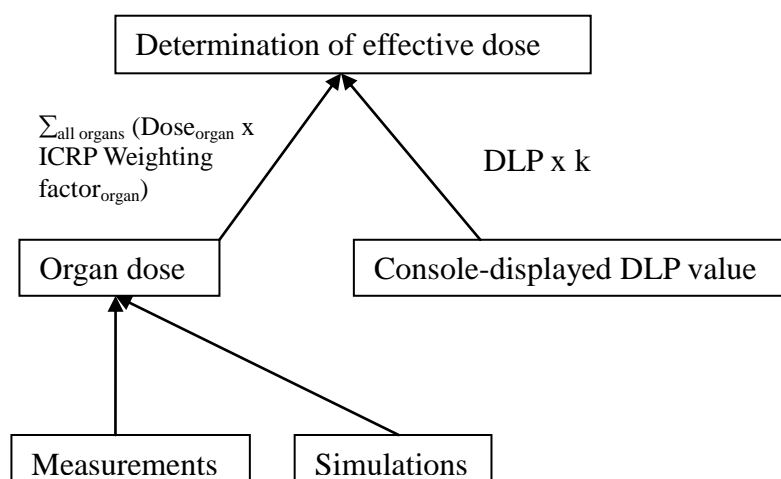 Determination of effective dose
∑all organs (Doseorgan x
ICRP Weighting
factororgan)
DLP x k
Organ dose
Console-displayed DLP value
Measurements
Simulations